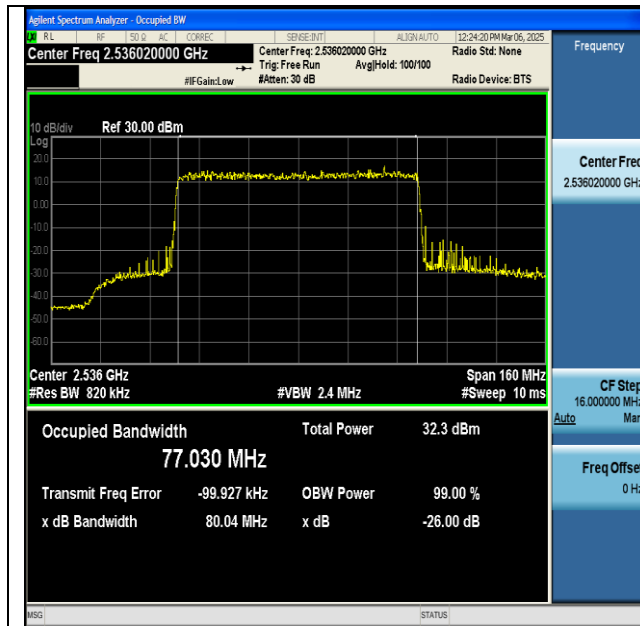 Agilent Spectrum Analyzer - Occupied BW
RL RF 50 Ω AC CORREC SENSE:INT ALIGN AUTO 12:24:20 PM Mar 06, 2025
Center Freq 2.536020000 GHz Center Freq: 2.536020000 GHz Radio Std: None Frequency
Trig: Free Run Avg|Hold: 100/100
#IFGain:Low #Atten: 30 dB Radio Device: BTS
10 dB/div Ref 30.00 dBm
Log
20.0
10.0
0.00
-10.0
-20.0
-30.0
-40.0
-50.0
-60.0
Center Freq
2.536020000 GHz
Center 2.536 GHz Span 160 MHz
#Res BW 820 kHz #VBW 2.4 MHz #Sweep 10 ms
CF Step
16.000000 MHz
Auto Man
Occupied Bandwidth Total Power 32.3 dBm
77.030 MHz
Transmit Freq Error -99.927 kHz OBW Power 99.00 %
x dB Bandwidth 80.04 MHz x dB -26.00 dB
Freq Offset
0 Hz
MSG STATUS